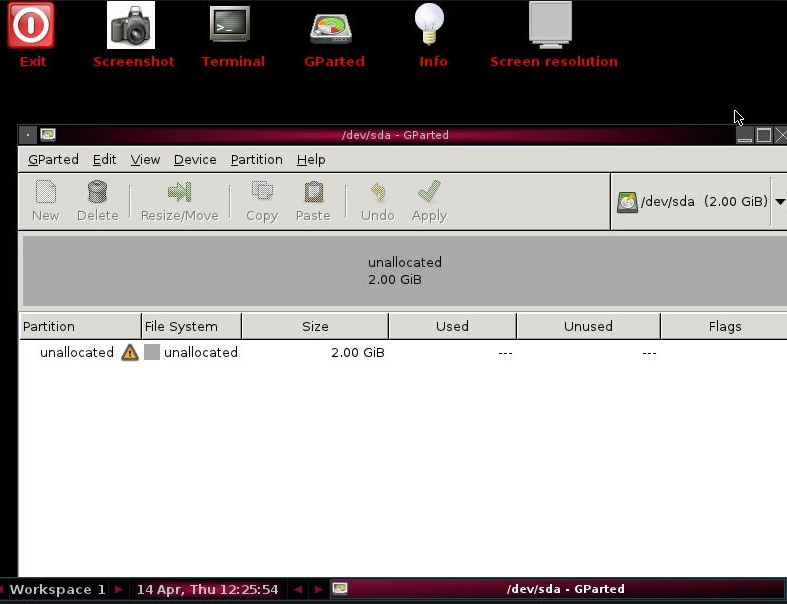 Exit Screenshot Terminal GParted Info Screen resolution
/dev/sda - GParted
GParted Edit View Device Partition Help
New Delete Resize/Move Copy Paste Undo Apply /dev/sda (2.00 GiB)
unallocated
2.00 GiB
Partition File System Size Used Unused Flags
unallocated unallocated 2.00 GiB --- ---
Workspace 1 14 Apr, Thu 12:25:54 /dev/sda - GParted